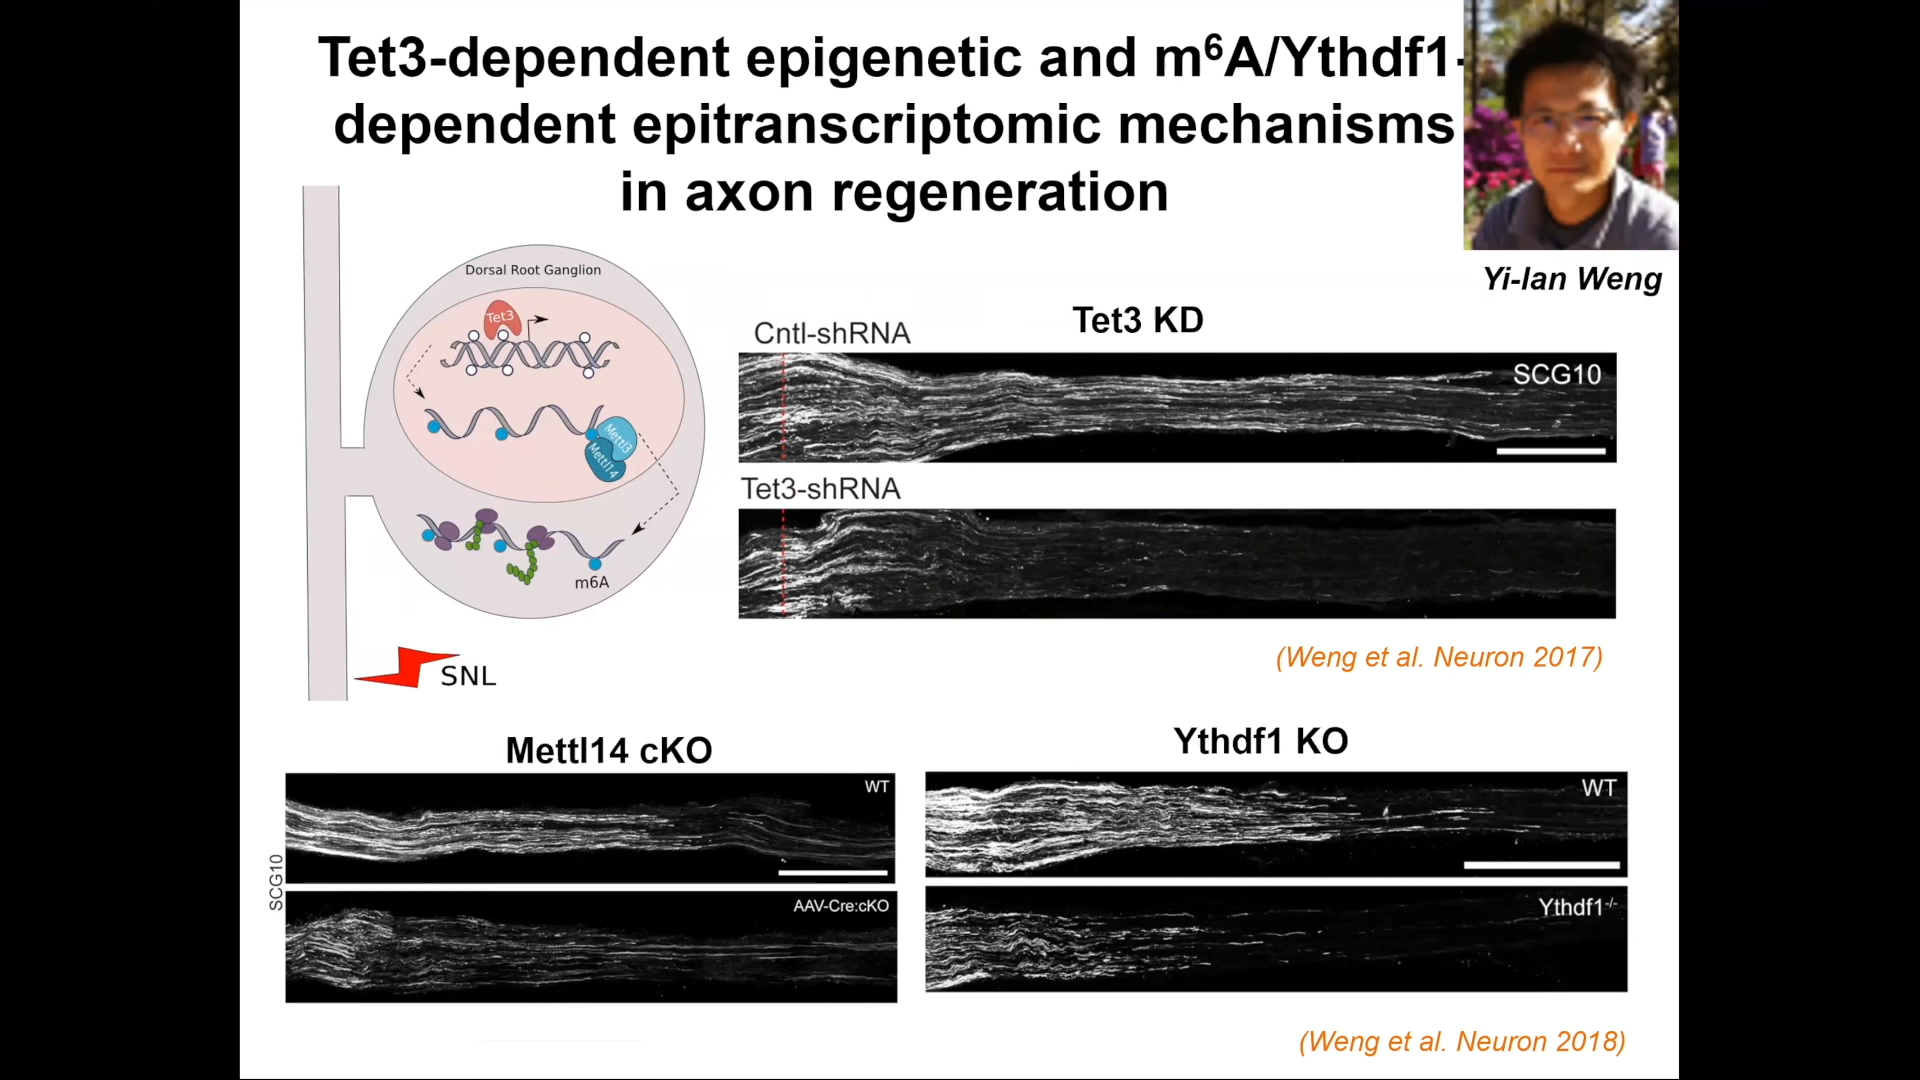 Tet3-dependent epigenetic and m⁶A/Ythdf1-
dependent epitranscriptomic mechanisms
in axon regeneration
Yi-lan Weng
Dorsal Root Ganglion
Tet3
Mettl3
Mettl14
m6A
SNL
Tet3 KD
Cntl-shRNA
SCG10
Tet3-shRNA
(Weng et al. Neuron 2017)
Mettl14 cKO
WT
SCG10
AAV-Cre:cKO
Ythdf1 KO
WT
Ythdf1⁻/⁻
(Weng et al. Neuron 2018)